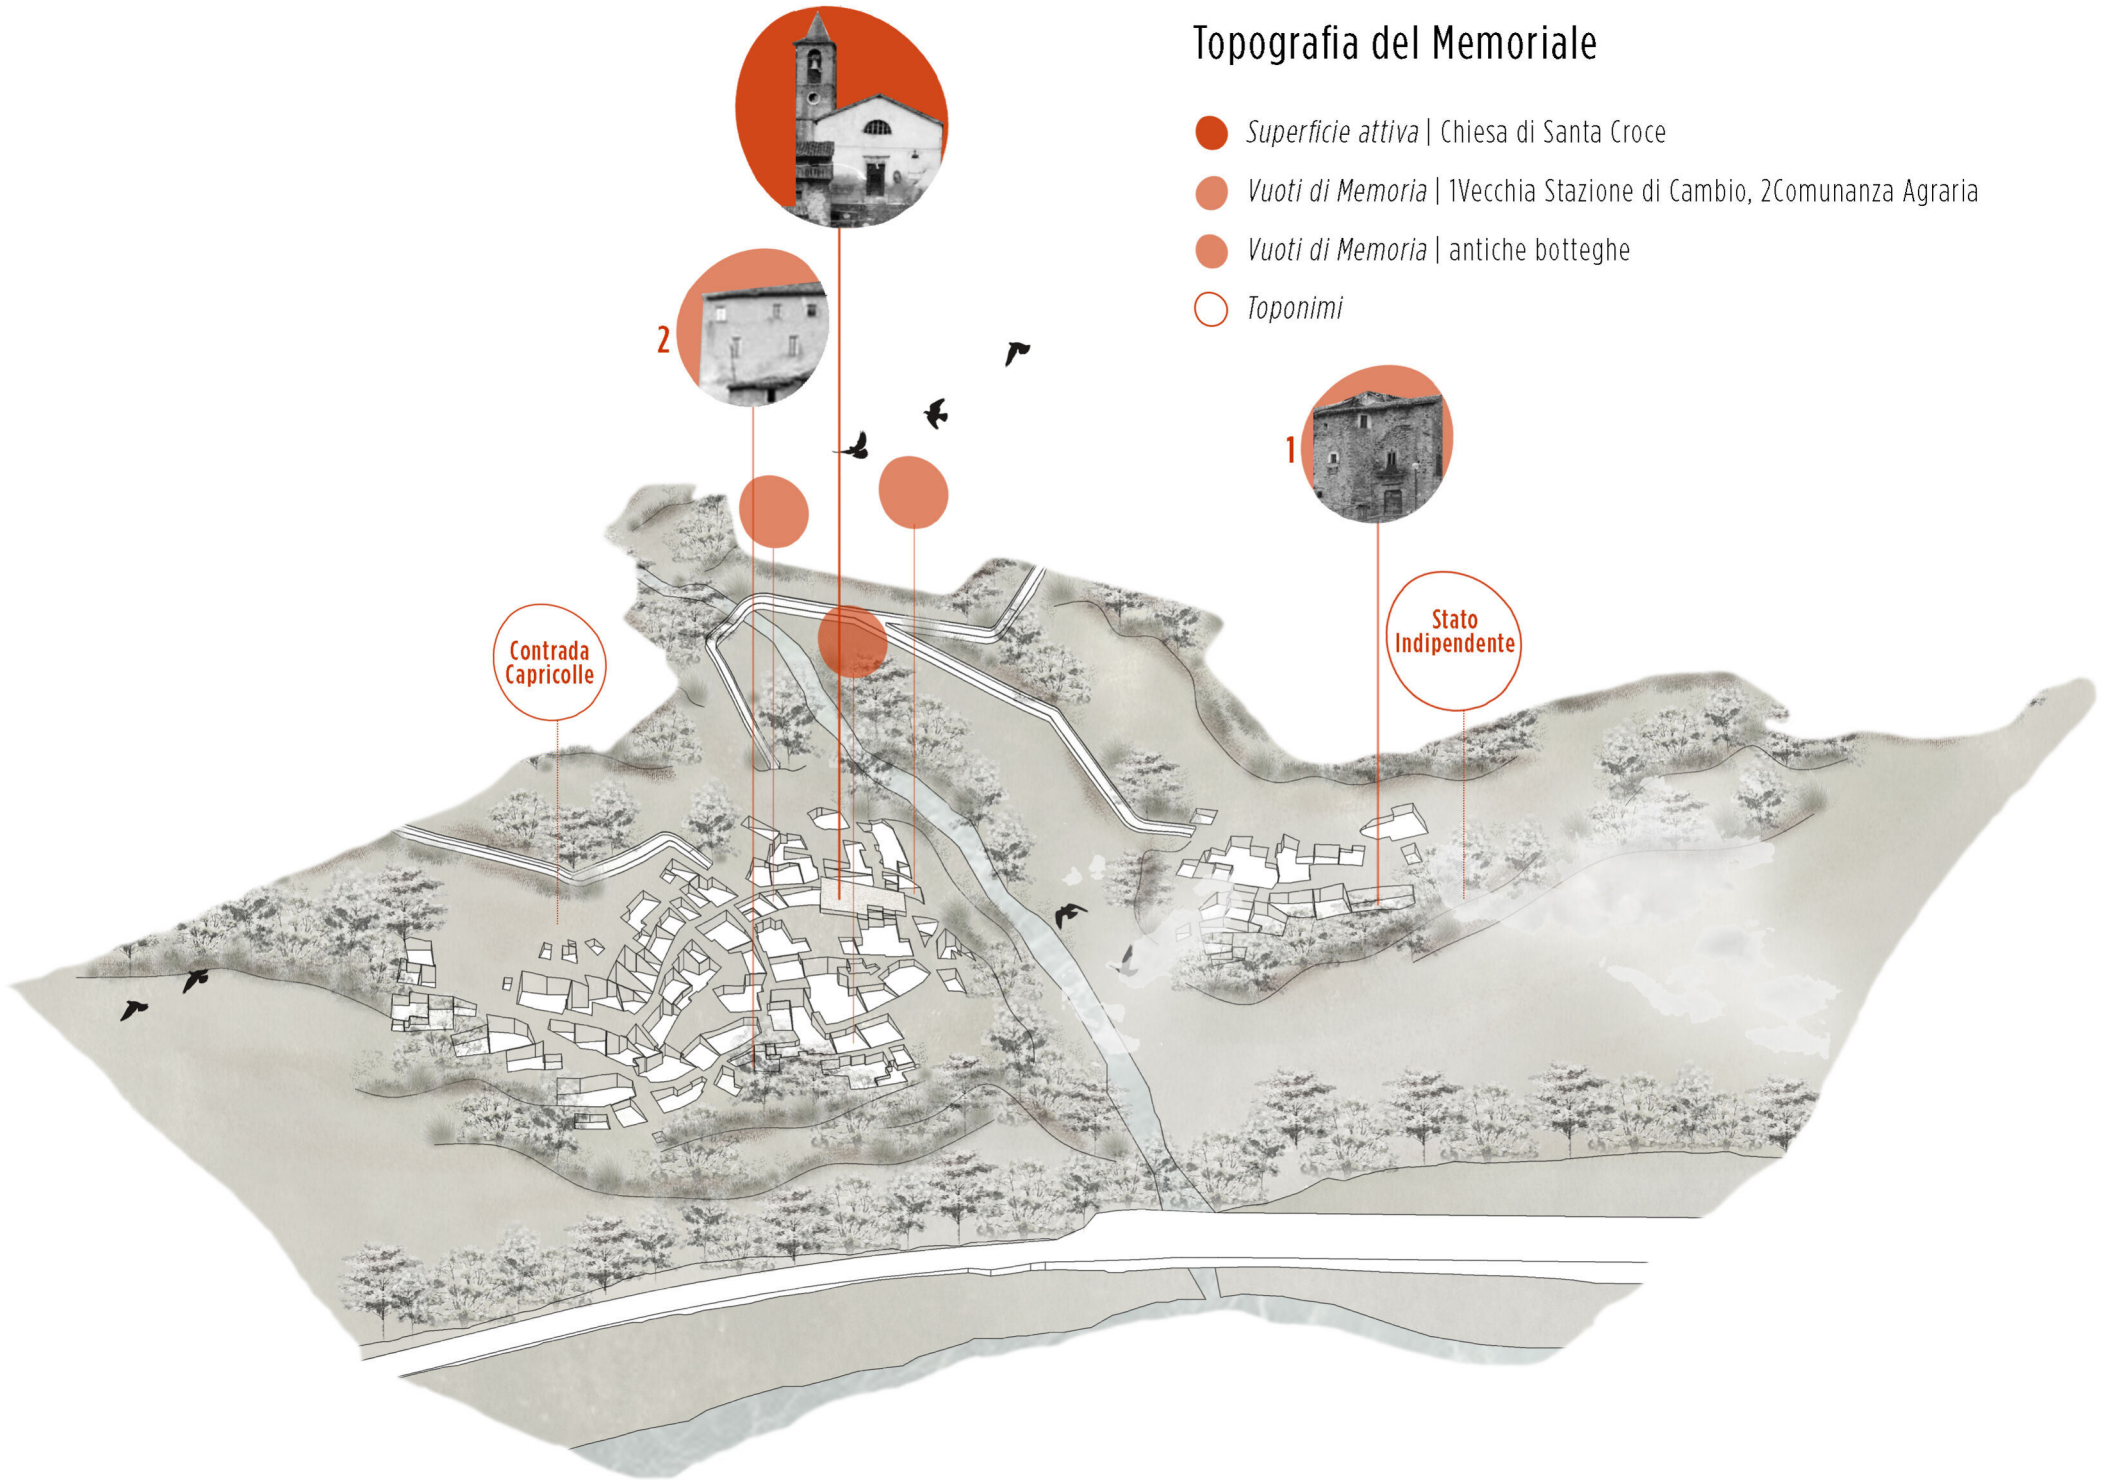 Topografia del Memoriale
Superficie attiva | Chiesa di Santa Croce
Vuoti di Memoria | 1Vecchia Stazione di Cambio, 2Comunanza Agraria
Vuoti di Memoria | antiche botteghe
Toponimi
2
1
Contrada
Capricolle
Stato
Indipendente